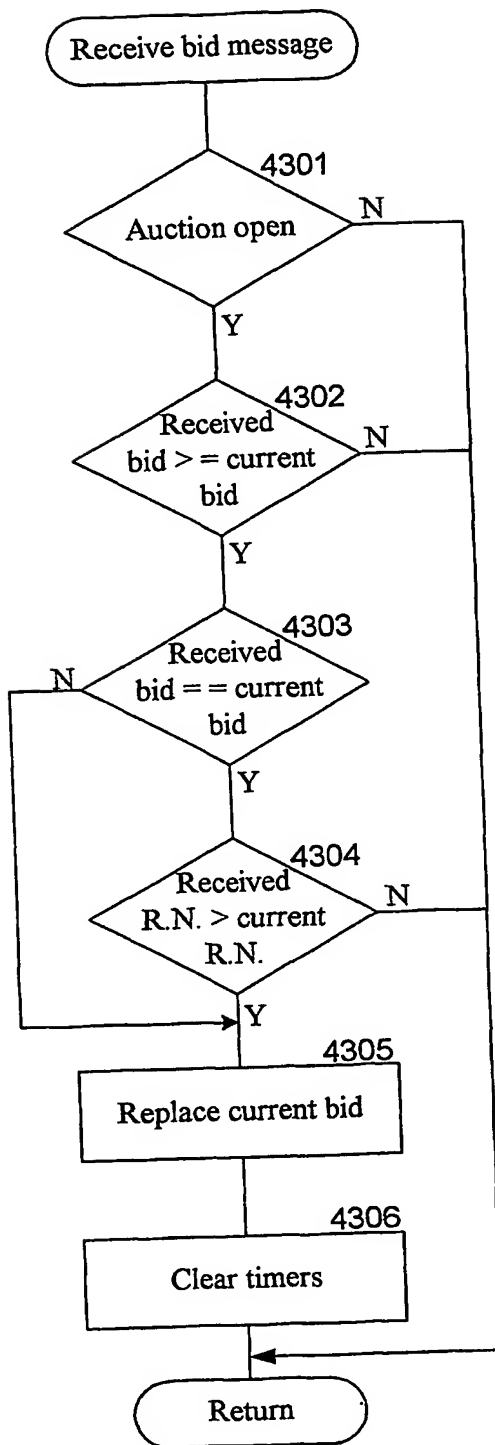 Receive bid message
4301
Auction open
N
Y
4302
Received
bid > = current
bid
N
Y
4303
Received
bid = = current
bid
N
Y
4304
Received
R.N. > current
R.N.
N
Y
4305
Replace current bid
4306
Clear timers
Return